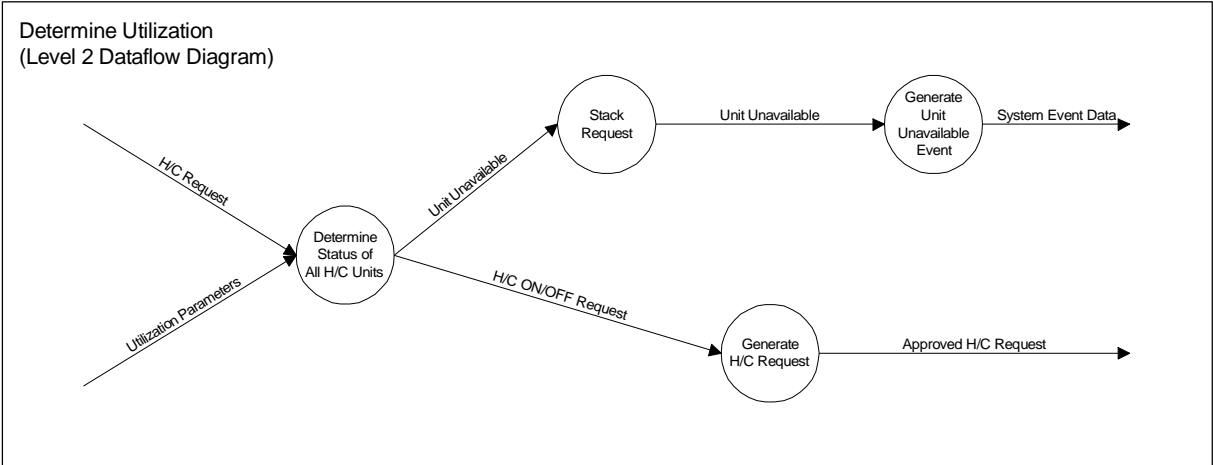 Determine Utilization
(Level 2 Dataflow Diagram)
H/C Request
Utilization Parameters
Determine
Status of
All H/C Units
Unit Unavailable
Stack
Request
Unit Unavailable
Generate
Unit
Unavailable
Event
System Event Data
H/C ON/OFF Request
Generate
H/C Request
Approved H/C Request